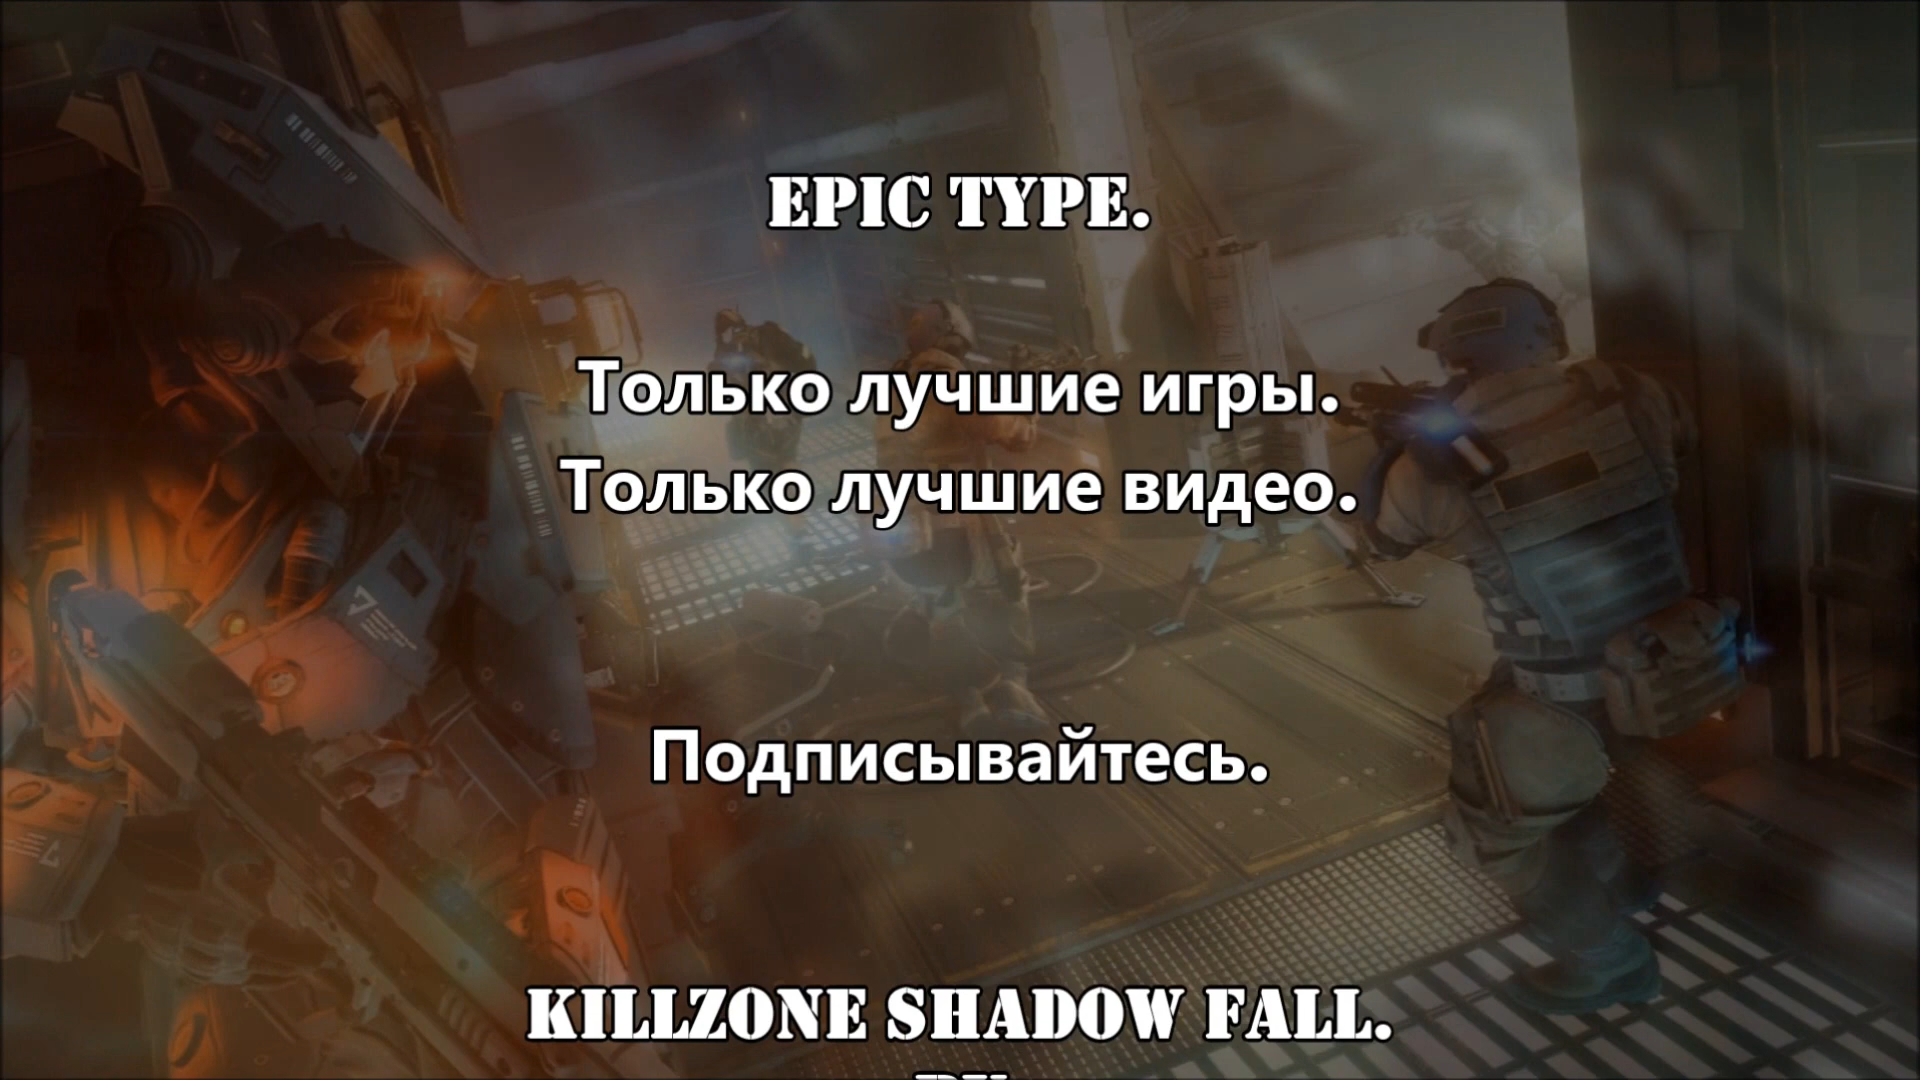 EPIC TYPE.
Только лучшие игры.
Только лучшие видео.
Подписывайтесь.
KILLZONE SHADOW FALL.